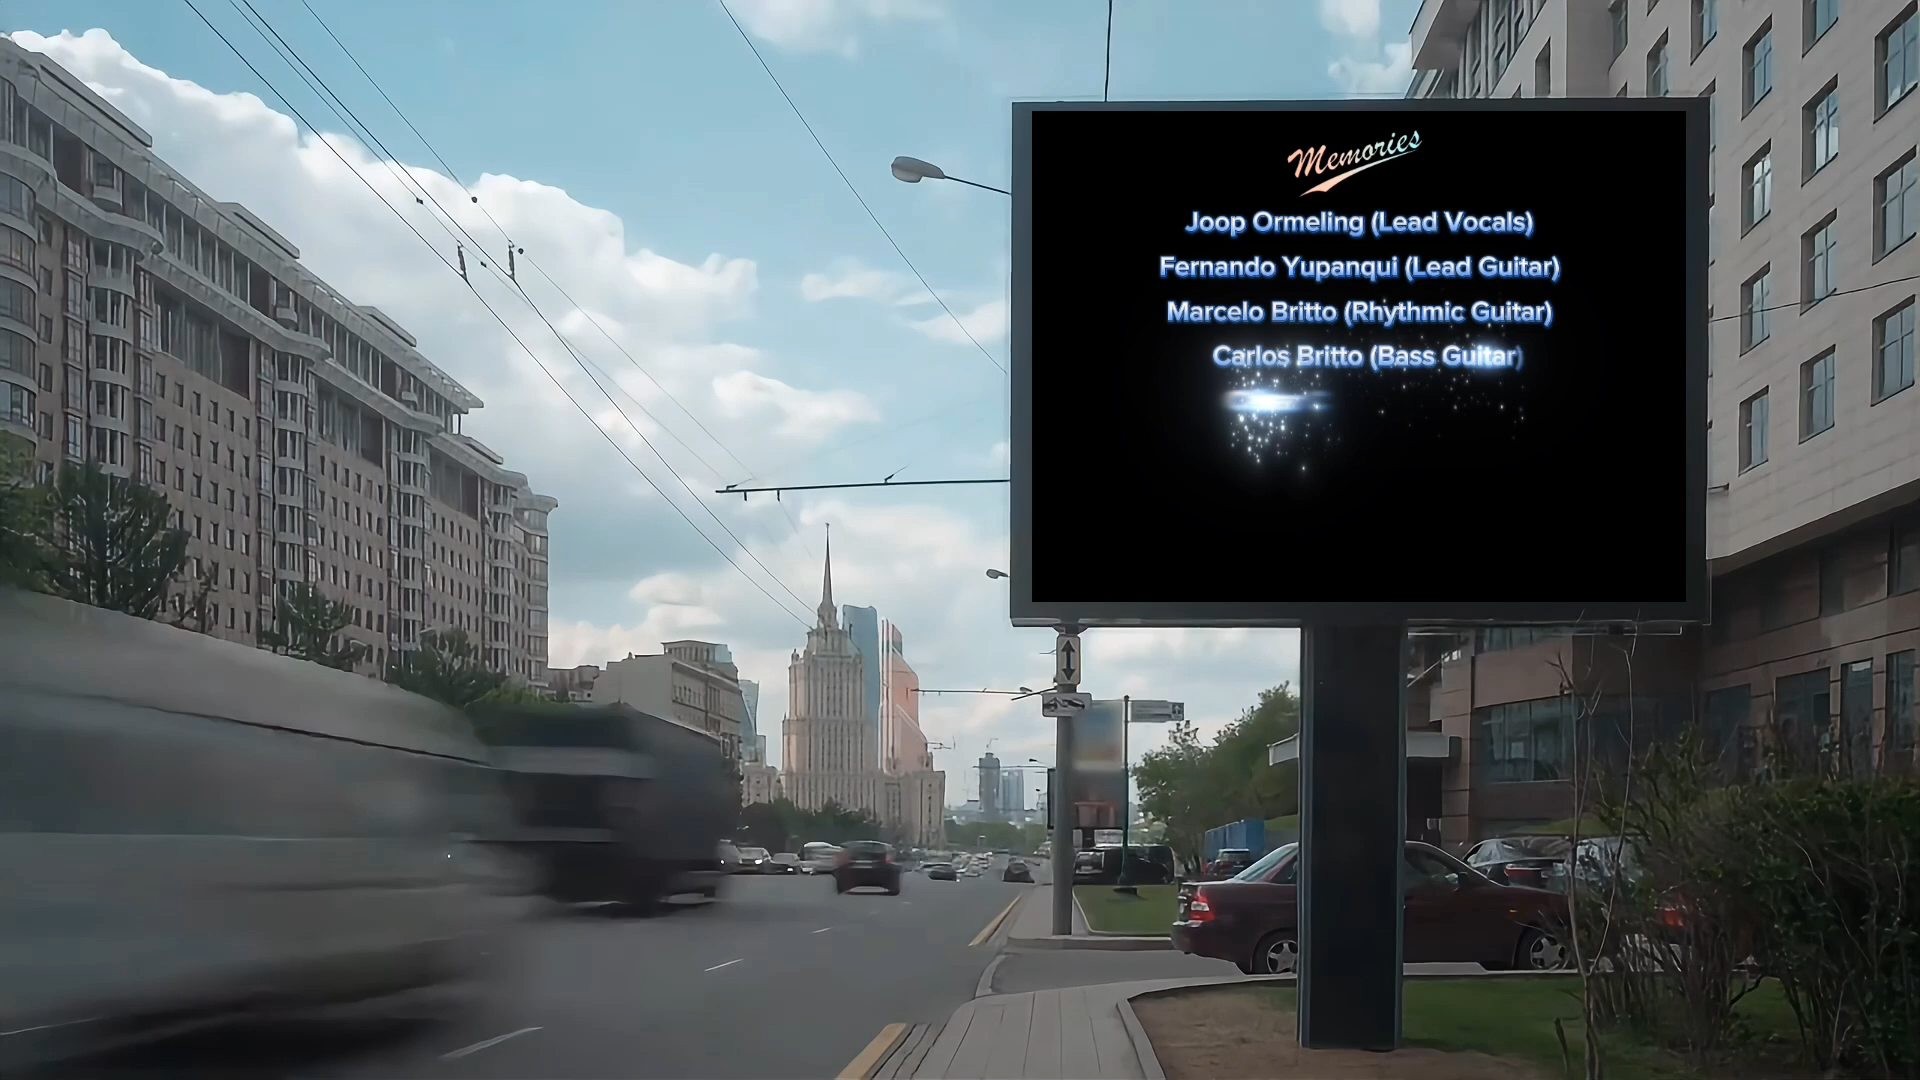 Memories
Joop Ormeling (Lead Vocals)
Fernando Yupanqui (Lead Guitar)
Marcelo Britto (Rhythmic Guitar)
Carlos Britto (Bass Guitar)